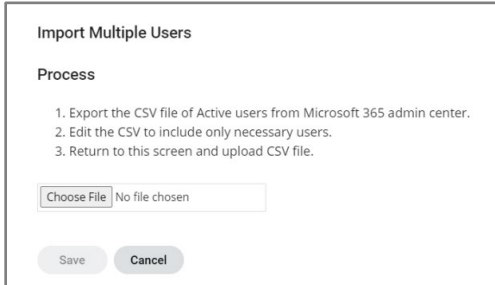 Import Multiple Users
Process
1. Export the CSV file of Active users from Microsoft 365 admin center.
2. Edit the CSV to include only necessary users.
3. Return to this screen and upload CSV file.
Choose File No file chosen
Save Cancel